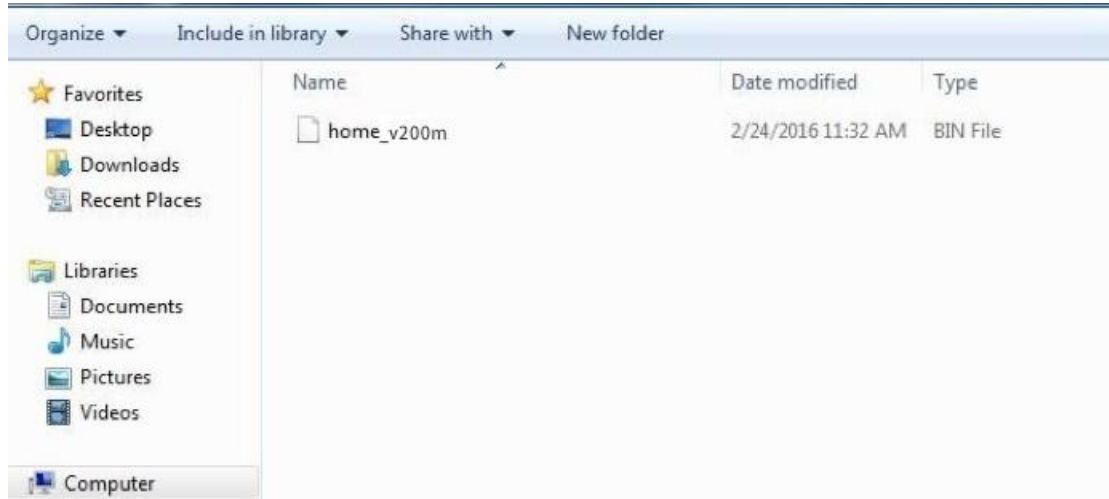 Organize Include in library Share with New folder
Favorites
Desktop
Downloads
Recent Places
Libraries
Documents
Music
Pictures
Videos
Computer
Name Date modified Type
home_v200m 2/24/2016 11:32 AM BIN File